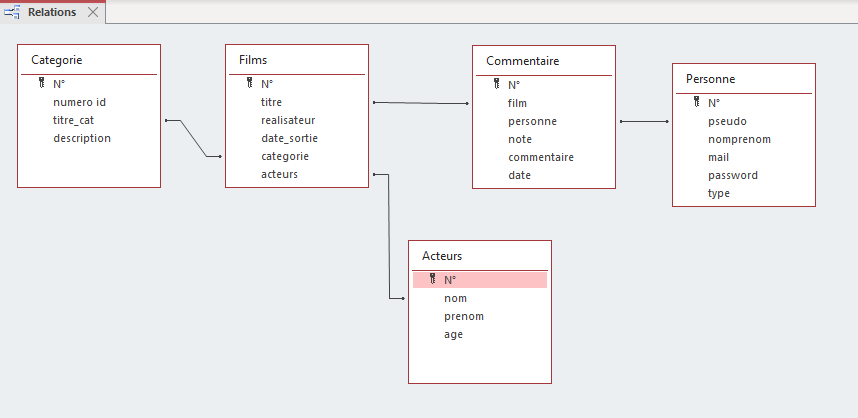 Relations
Categorie
N°
numero id
titre_cat
description
Films
N°
titre
realisateur
date_sortie
categorie
acteurs
Commentaire
N°
film
personne
note
commentaire
date
Personne
N°
pseudo
nomprenom
mail
password
type
Acteurs
N°
nom
prenom
age